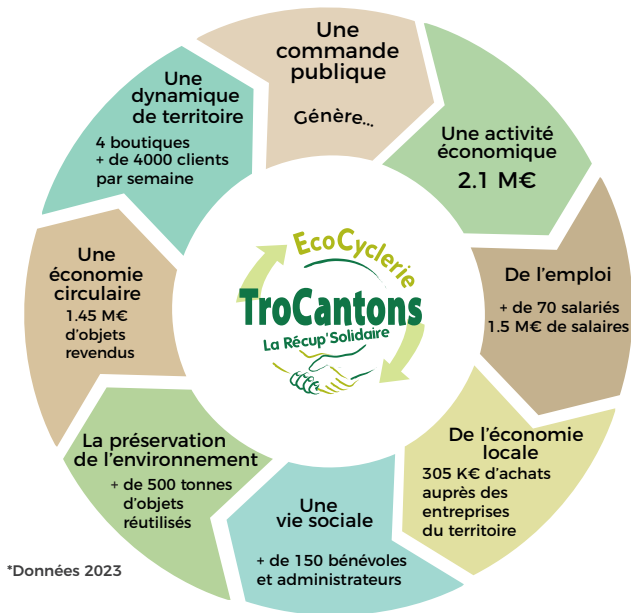 Une
commande
publique
Génère...
Une activité
économique
2.1 M€
De l'emploi
+ de 70 salariés
1.5 M€ de salaires
De l'économie
locale
305 K€ d'achats
auprès des
entreprises
du territoire
Une
vie sociale
+ de 150 bénévoles
et administrateurs
La préservation
de l'environnement
+ de 500 tonnes
d'objets
réutilisés
Une
économie
circulaire
1.45 M€
d'objets
revendus
Une
dynamique
de territoire
4 boutiques
+ de 4000 clients
par semaine
EcoCyclerie
TroCantons
La Récup'Solidaire
*Données 2023